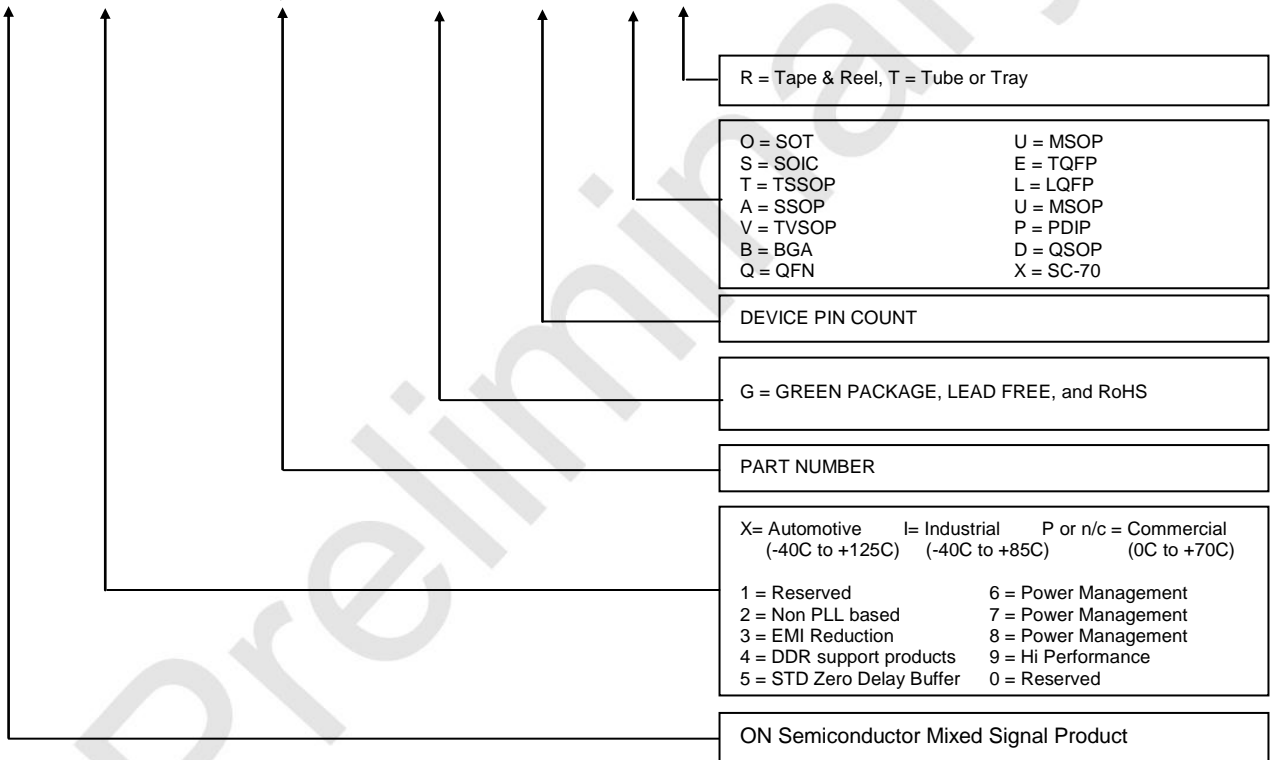 R = Tape & Reel, T = Tube or Tray
O = SOT U = MSOP
S = SOIC E = TQFP
T = TSSOP L = LQFP
A = SSOP U = MSOP
V = TVSOP P = PDIP
B = BGA D = QSOP
Q = QFN X = SC-70
DEVICE PIN COUNT
G = GREEN PACKAGE, LEAD FREE, and RoHS
PART NUMBER
X= Automotive I= Industrial P or n/c = Commercial
(-40C to +125C) (-40C to +85C) (0C to +70C)
1 = Reserved 6 = Power Management
2 = Non PLL based 7 = Power Management
3 = EMI Reduction 8 = Power Management
4 = DDR support products 9 = Hi Performance
5 = STD Zero Delay Buffer 0 = Reserved
ON Semiconductor Mixed Signal Product
Preliminary